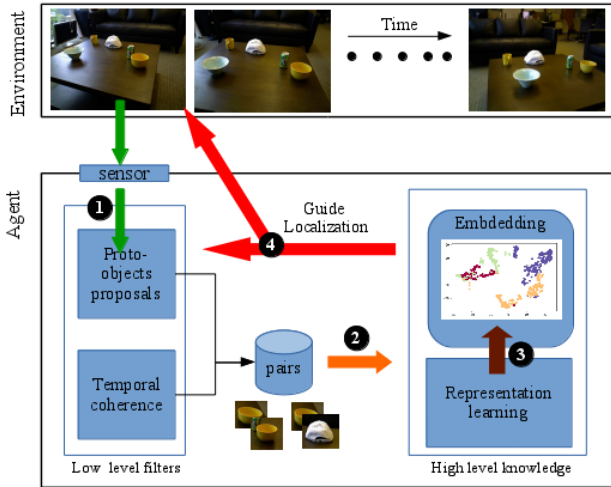 Environment
Time
Agent
sensor
1
Proto-
objects
proposals
Temporal
coherence
Low level filters
pairs
2
Guide
Localization
4
Embdedding
3
Representation
learning
High level knowledge